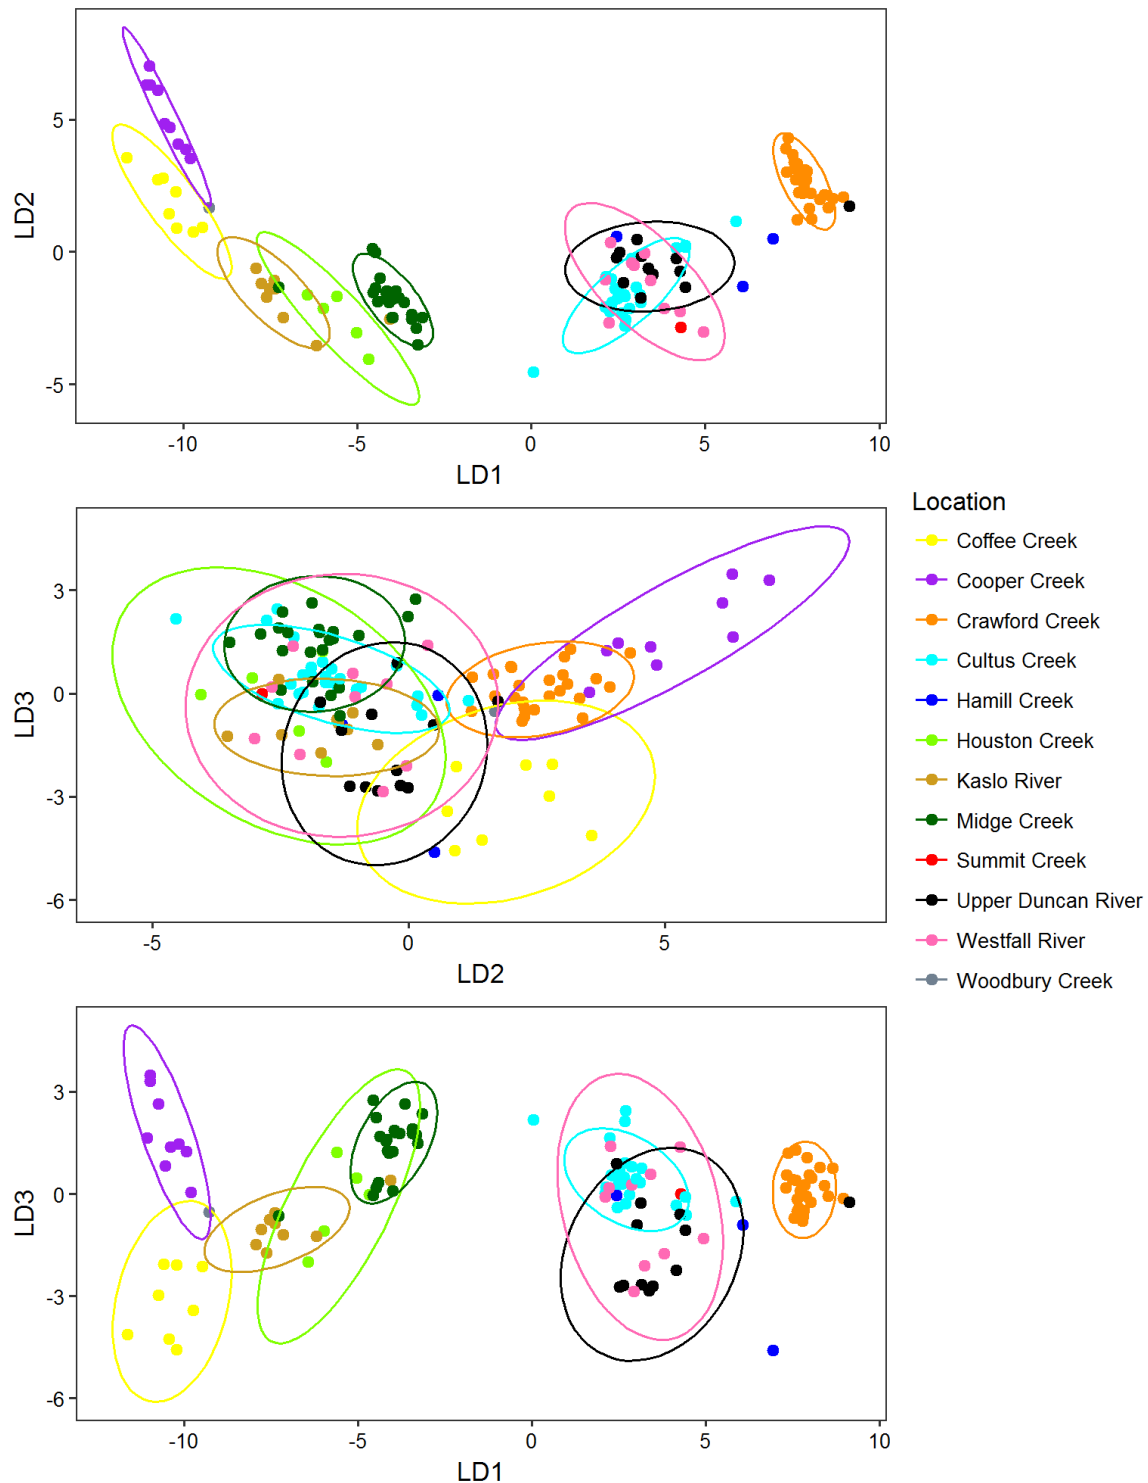 5
0
-5
LD2
-10
-5
0
5
10
LD1
3
0
-3
-6
LD3
-5
0
5
LD2
Location
Coffee Creek
Cooper Creek
Crawford Creek
Cultus Creek
Hamill Creek
Houston Creek
Kaslo River
Midge Creek
Summit Creek
Upper Duncan River
Westfall River
Woodbury Creek
3
0
-3
-6
LD3
-10
-5
0
5
10
LD1